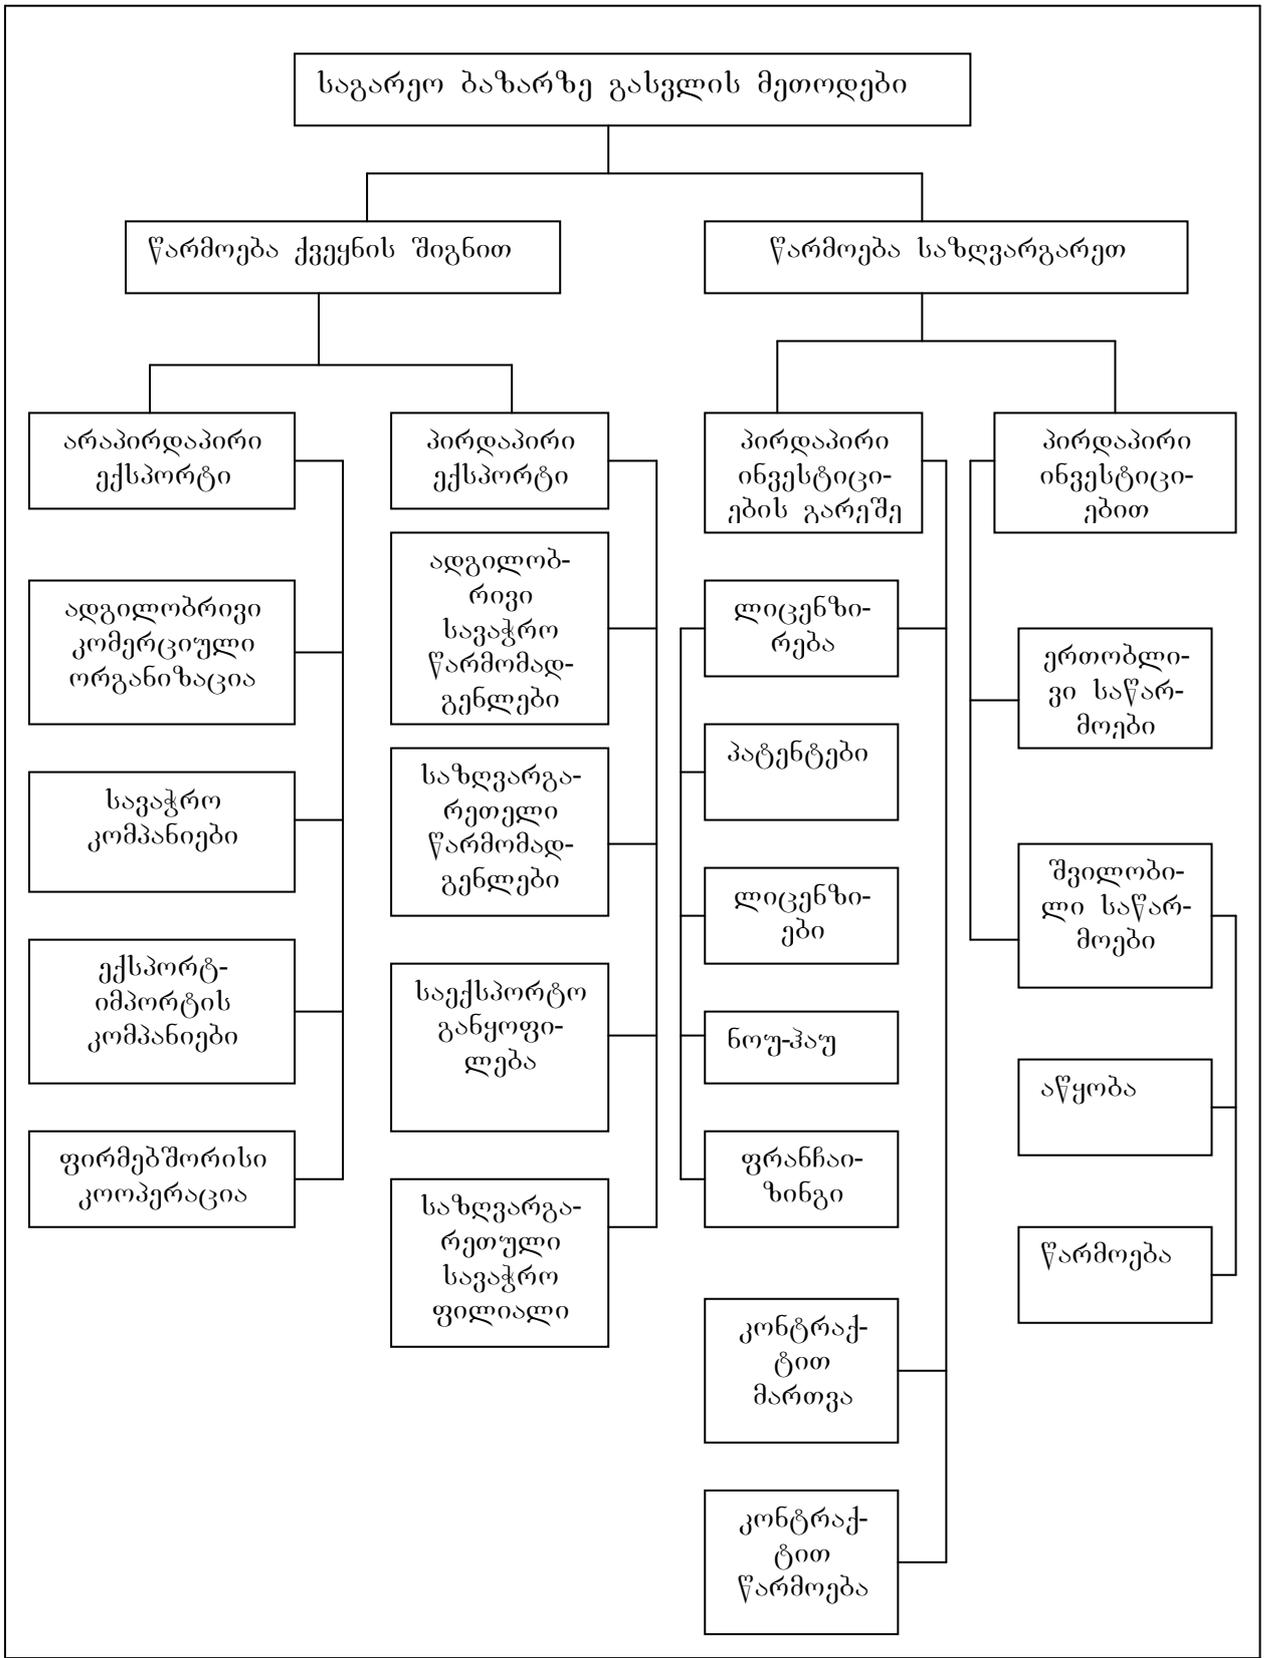 საგარეო ბაზარზე გასვლის მეთოდები
წარმოება ქვეყნის შიგნით
წარმოება საზღვარგარეთ
არაპირდაპირი
ექსპორტი
ადგილობრივი
კომერციული
ორგანიზაცია
სავაჭრო
კომპანიები
ექსპორტ-
იმპორტის
კომპანიები
ფირმებშორისი
კოოპერაცია
პირდაპირი
ექსპორტი
ადგილობ-
რივი
სავაჭრო
წარმომად-
გენლები
საზღვარგა-
რეთელი
წარმომად-
გენლები
საექსპორტო
განყოფი-
ლება
საზღვარგა-
რეთული
სავაჭრო
ფილიალი
პირდაპირი
ინვესტიცი-
ების გარეშე
ლიცენზი-
რება
პატენტები
ლიცენზი-
ები
ნოუ-ჰაუ
ფრანჩაი-
ზინგი
კონტრაქ-
ტით
მართვა
კონტრაქ-
ტით
წარმოება
პირდაპირი
ინვესტიცი-
ებით
ერთობლი-
ვი საწარ-
მოები
შვილობი-
ლი საწარ-
მოები
აწყობა
წარმოება